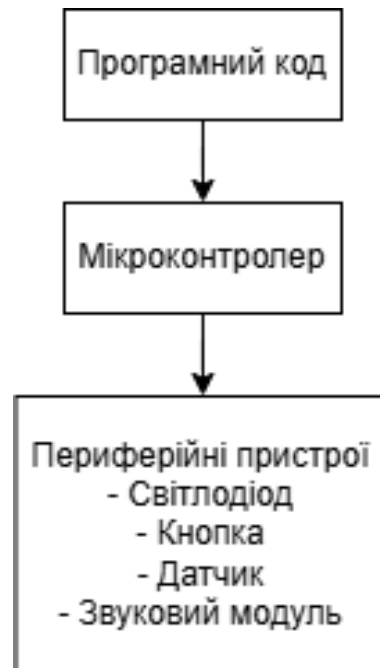 Програмний код
Мікроконтролер
Периферійні пристрої
- Світлодіод
- Кнопка
- Датчик
- Звуковий модуль